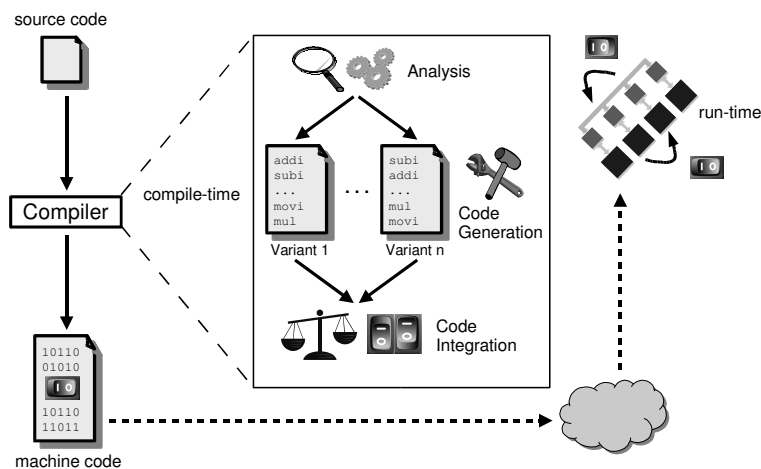 source code
Compiler
10110
01010
I O
10110
11011
machine code
compile-time
Analysis
addi
subi
...
movi
mul
Variant 1
...
subi
addi
...
mul
movi
Variant n
Code
Generation
Code
Integration
I O
run-time
I O